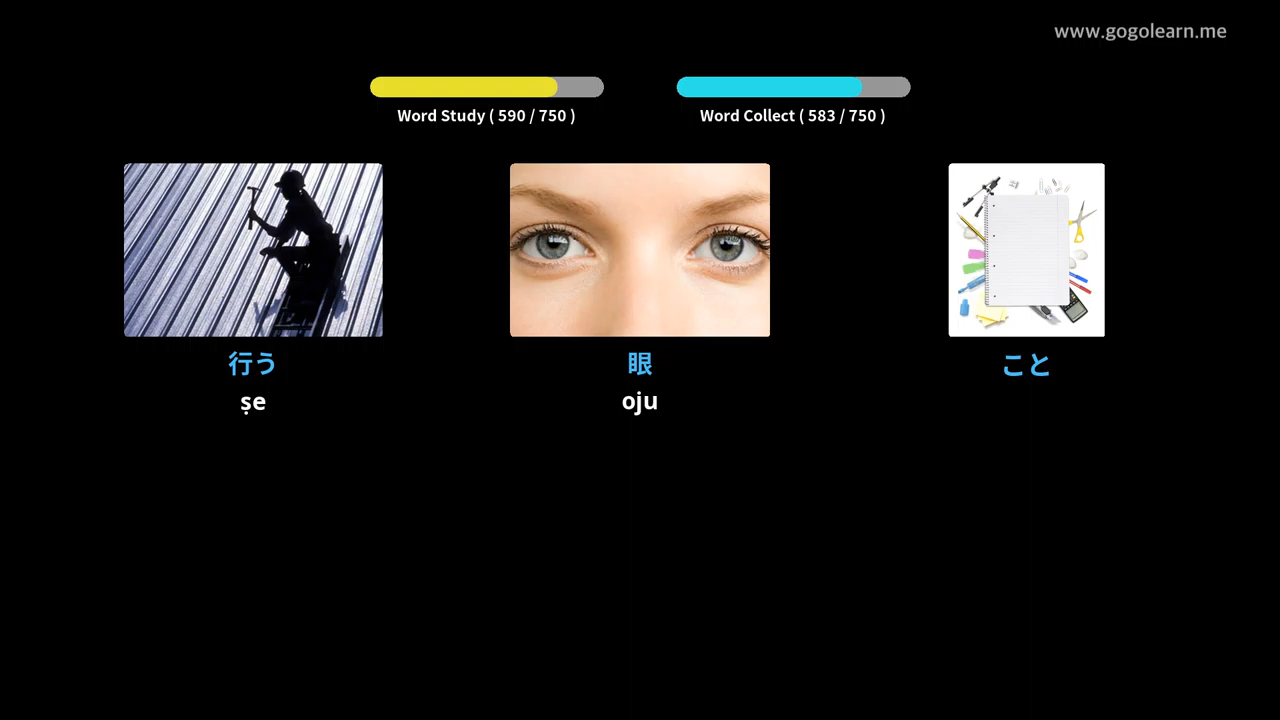 www.gogolearn.me
Word Study ( 590 / 750 )
Word Collect ( 583 / 750 )
行う
眼
こと
ṣe
oju